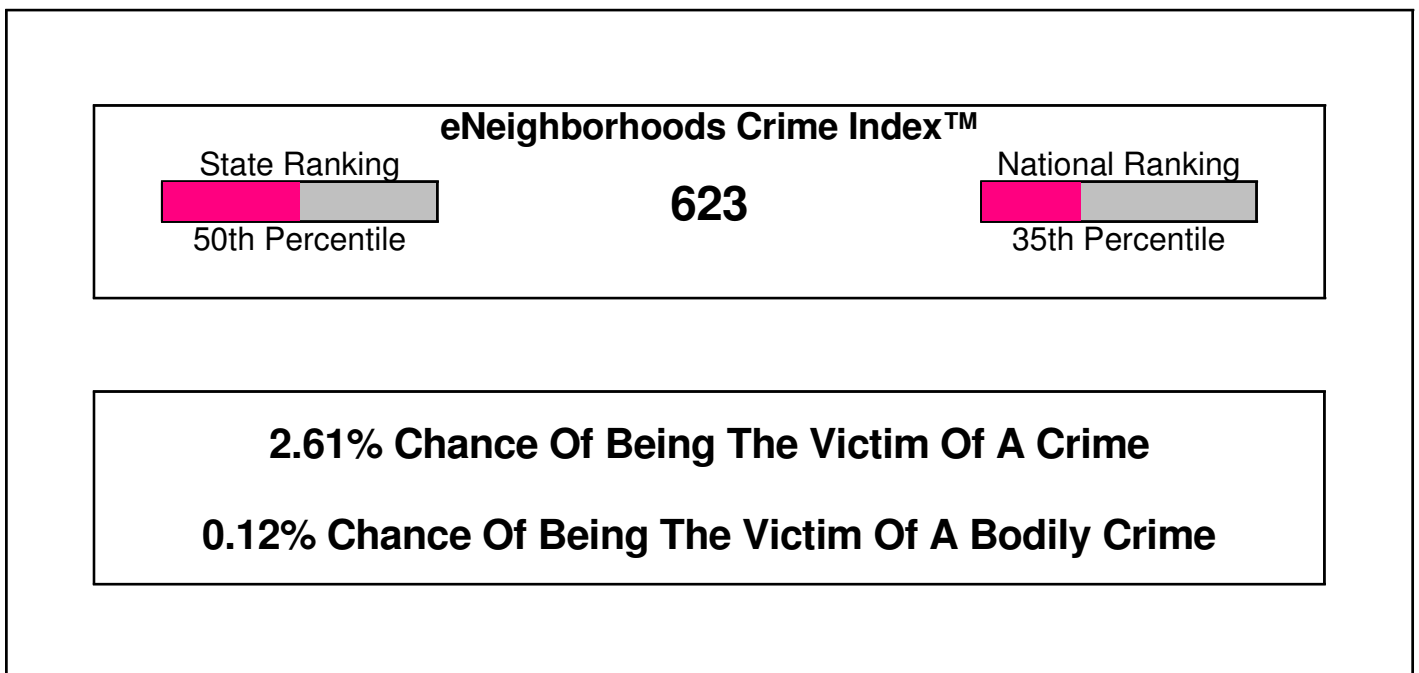 eNeighborhoods Crime Index™
State Ranking
National Ranking
623
50th Percentile
35th Percentile
2.61% Chance Of Being The Victim Of A Crime
0.12% Chance Of Being The Victim Of A Bodily Crime